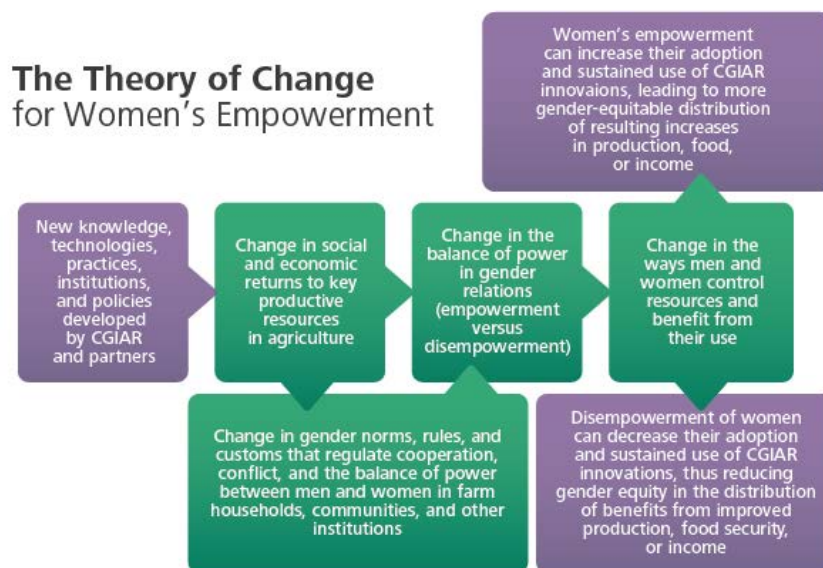 The Theory of Change
for Women's Empowerment
Women's empowerment
can increase their adoption
and sustained use of CGIAR
innovaions, leading to more
gender-equitable distribution
of resulting increases
in production, food,
or income
New knowledge,
technologies,
practices,
institutions,
and policies
developed
by CGIAR
and partners
Change in social
and economic
returns to key
productive
resources
in agriculture
Change in the
balance of power
in gender
relations
(empowerment
versus
disempowerment)
Change in the
ways men and
women control
resources and
benefit from
their use
Change in gender norms, rules, and
customs that regulate cooperation,
conflict, and the balance of power
between men and women in farm
households, communities, and other
institutions
Disempowerment of women
can decrease their adoption
and sustained use of CGIAR
innovations, thus reducing
gender equity in the distribution
of benefits from improved
production, food security,
or income